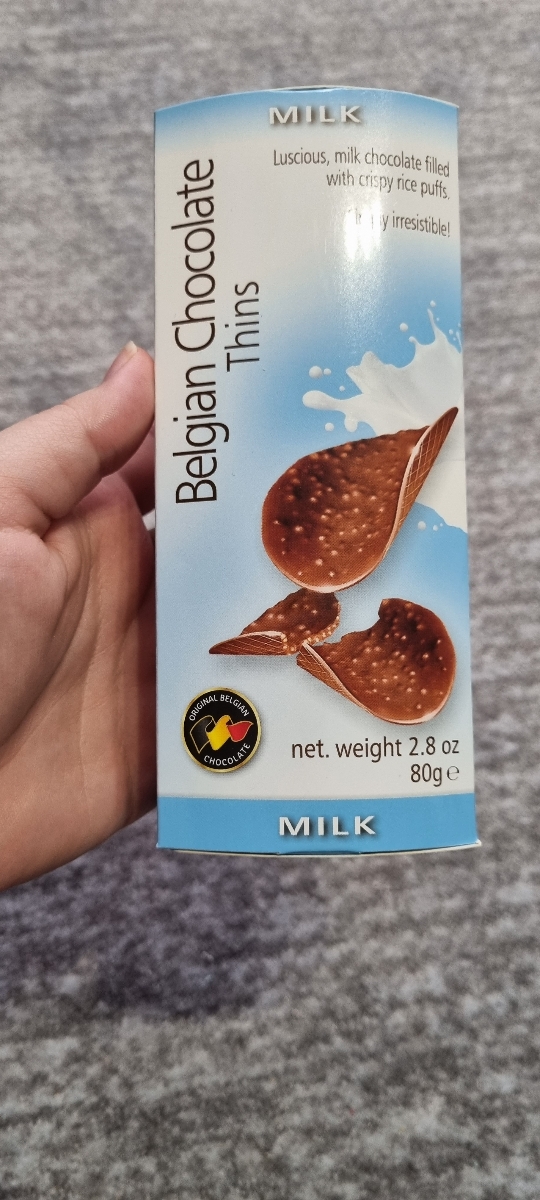 MILK
Belgian Chocolate
Thins
Luscious, milk chocolate filled
with crispy rice puffs.
irresistible!
ORIGINAL BELGIAN
CHOCOLATE
net. weight 2.8 oz
80g e
MILK